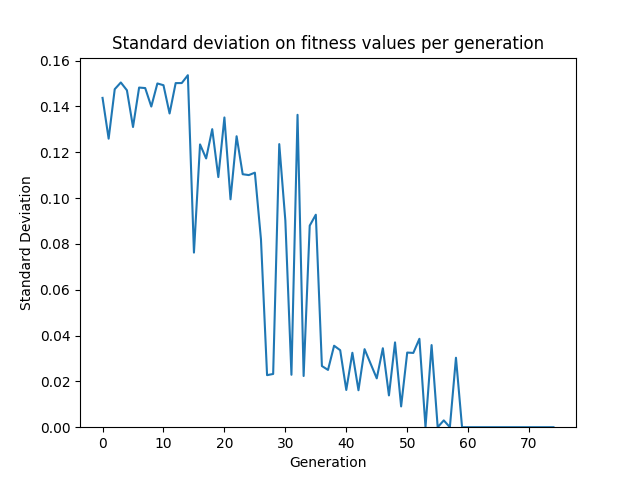 Standard deviation on fitness values per generation
0.16
0.14
0.12
0.10
0.08
0.06
0.04
0.02
0.00
Standard Deviation
0 10 20 30 40 50 60 70
Generation